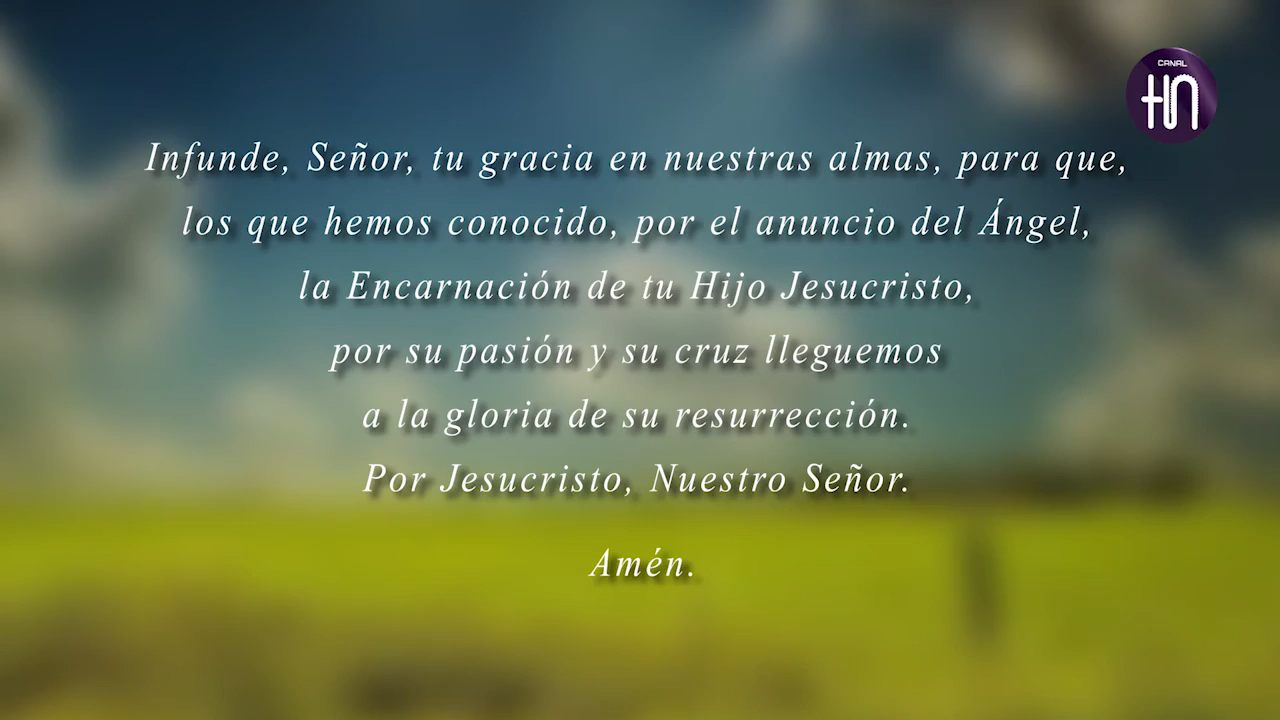 CANAL
HN
Infunde, Señor, tu gracia en nuestras almas, para que,
los que hemos conocido, por el anuncio del Ángel,
la Encarnación de tu Hijo Jesucristo,
por su pasión y su cruz lleguemos
a la gloria de su resurrección.
Por Jesucristo, Nuestro Señor.
Amén.